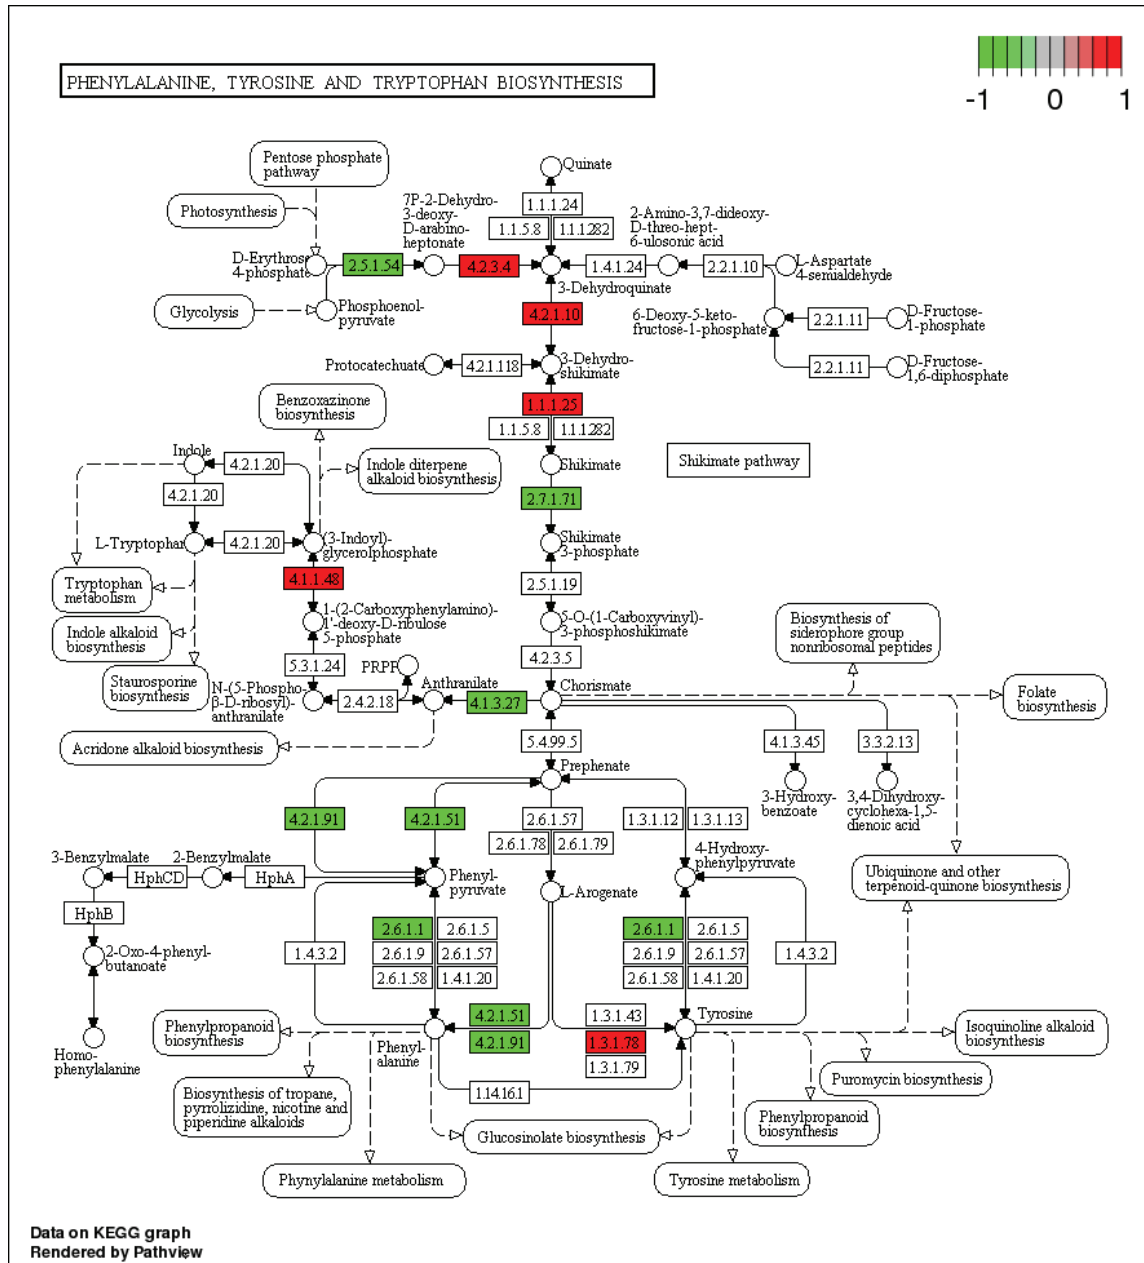 PHENYLALANINE, TYROSINE AND TRYPTOPHAN BIOSYNTHESIS
-1 0 1
Pentose phosphate
pathway
Photosynthesis
Glycolysis
D-Erythrose
4-phosphate
2.5.1.54
Phosphoenol-
pyruvate
7P-2-Dehydro-
3-deoxy-
D-arabino-
heptonate
4.2.3.4
Quinate
1.1.1.24
1.1.5.8
1.1.1282
3-Dehydroquinate
1.4.1.24
2-Amino-3,7-dideoxy-
D-threo-hept-
6-ulosonic acid
2.2.1.10
L-Aspartate
4-semialdehyde
6-Deoxy-5-keto-
fructose-1-phosphate
2.2.1.11
D-Fructose-
1-phosphate
2.2.1.11
D-Fructose-
1,6-diphosphate
4.2.1.10
Protocatechuate
4.2.1.118
3-Dehydro-
shikimate
1.1.1.25
1.1.5.8
1.1.1282
Shikimate
Shikimate pathway
2.7.1.71
Shikimate
3-phosphate
2.5.1.19
5-O-(1-Carboxyvinyl)-
3-phosphoshikimate
4.2.3.5
Chorismate
Benzoxazinone
biosynthesis
Indole diterpene
alkaloid biosynthesis
Indole
4.2.1.20
4.2.1.20
L-Tryptophan
4.2.1.20
(3-Indoyl)-
glycerolphosphate
Tryptophan
metabolism
Indole alkaloid
biosynthesis
Staurosporine
biosynthesis
4.1.1.48
1-(2-Carboxyphenylamino)-
1'-deoxy-D-ribulose
5-phosphate
5.3.1.24
PRPP
N-(5-Phospho-
β-D-ribosyl)-
anthranilate
2.4.2.18
Anthranilate
4.1.3.27
Acridone alkaloid biosynthesis
Biosynthesis of
siderophore group
nonribosomal peptides
Folate
biosynthesis
4.1.3.45
3.3.2.13
3-Hydroxy-
benzoate
3,4-Dihydroxy-
cyclohexa-1,5-
dienoic acid
Ubiquinone and other
terpenoid-quinone biosynthesis
5.4.99.5
Prephenate
4.2.1.91
4.2.1.51
2.6.1.57
2.6.1.78
2.6.1.79
1.3.1.12
1.3.1.13
3-Benzylmalate
2-Benzylmalate
HphCD
HphA
HphB
Phenyl-
pyruvate
L-Arogenate
4-Hydroxy-
phenylpyruvate
2-Oxo-4-phenyl-
butanoate
Homo-
phenylalanine
1.4.3.2
2.6.1.1
2.6.1.5
2.6.1.9
2.6.1.57
2.6.1.58
1.4.1.20
2.6.1.1
2.6.1.5
2.6.1.9
2.6.1.57
2.6.1.58
1.4.1.20
1.4.3.2
4.2.1.51
4.2.1.91
1.3.1.43
1.3.1.78
1.3.1.79
Phenyl-
alanine
Tyrosine
1.14.16.1
Phenylpropanoid
biosynthesis
Biosynthesis of tropane,
pyrrolizidine, nicotine and
piperidine alkaloids
Phynylalanine metabolism
Glucosinolate biosynthesis
Tyrosine metabolism
Phenylpropanoid
biosynthesis
Puromycin biosynthesis
Isoquinoline alkaloid
biosynthesis
Data on KEGG graph
Rendered by Pathview